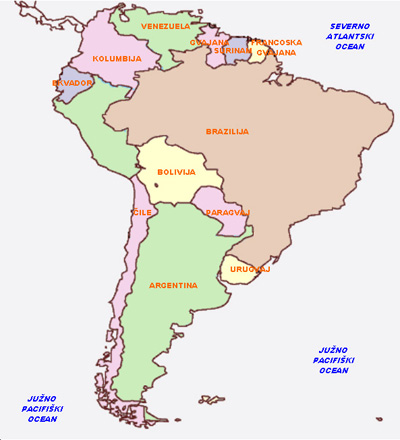 VENEZUELA
SEVERNO
ATLANTSKI
OCEAN
GVAJANA
FRANCOSKA
SURINAM
GVAJANA
KOLUMBIJA
EKVADOR
BRAZILIJA
BOLIVIJA
ČILE
PARAGVAJ
URUGVAJ
ARGENTINA
JUŽNO
PACIFIŠKI
OCEAN
JUŽNO
PACIFIŠKI
OCEAN